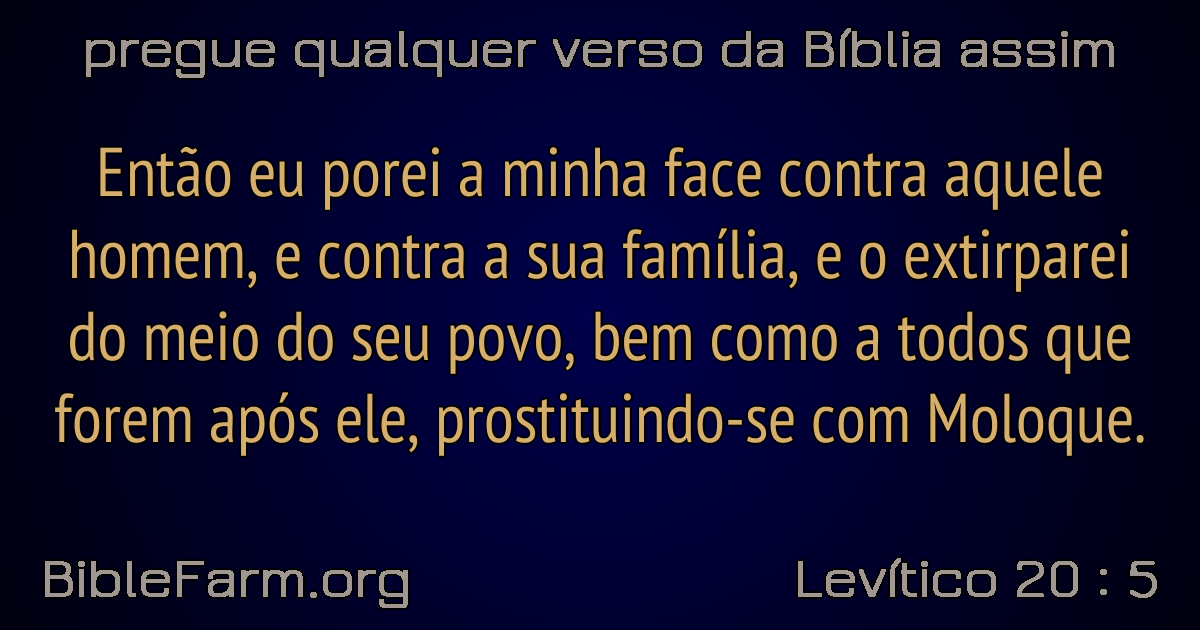 pregue qualquer verso da Bíblia assim
Então eu porei a minha face contra aquele
homem, e contra a sua família, e o extirparei
do meio do seu povo, bem como a todos que
forem após ele, prostituindo-se com Moloque.
BibleFarm.org
Levítico 20 : 5